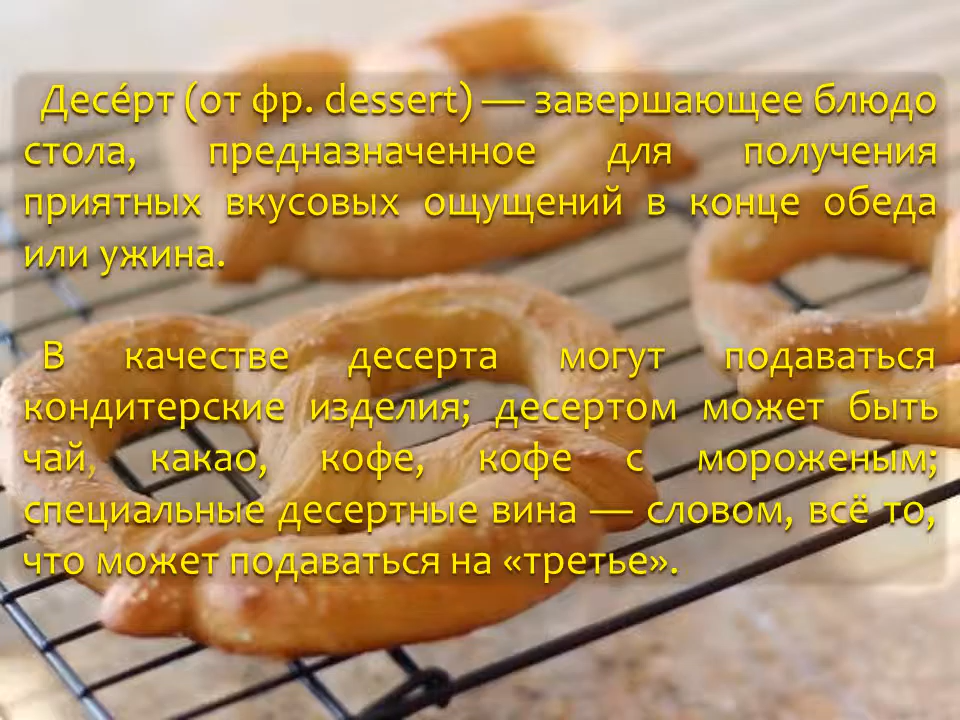 Десе́рт (от фр. dessert) — завершающее блюдо
стола, предназначенное для получения
приятных вкусовых ощущений в конце обеда
или ужина.
В качестве десерта могут подаваться
кондитерские изделия; десертом может быть
чай, какао, кофе, кофе с мороженым;
специальные десертные вина — словом, всё то,
что может подаваться на «третье».